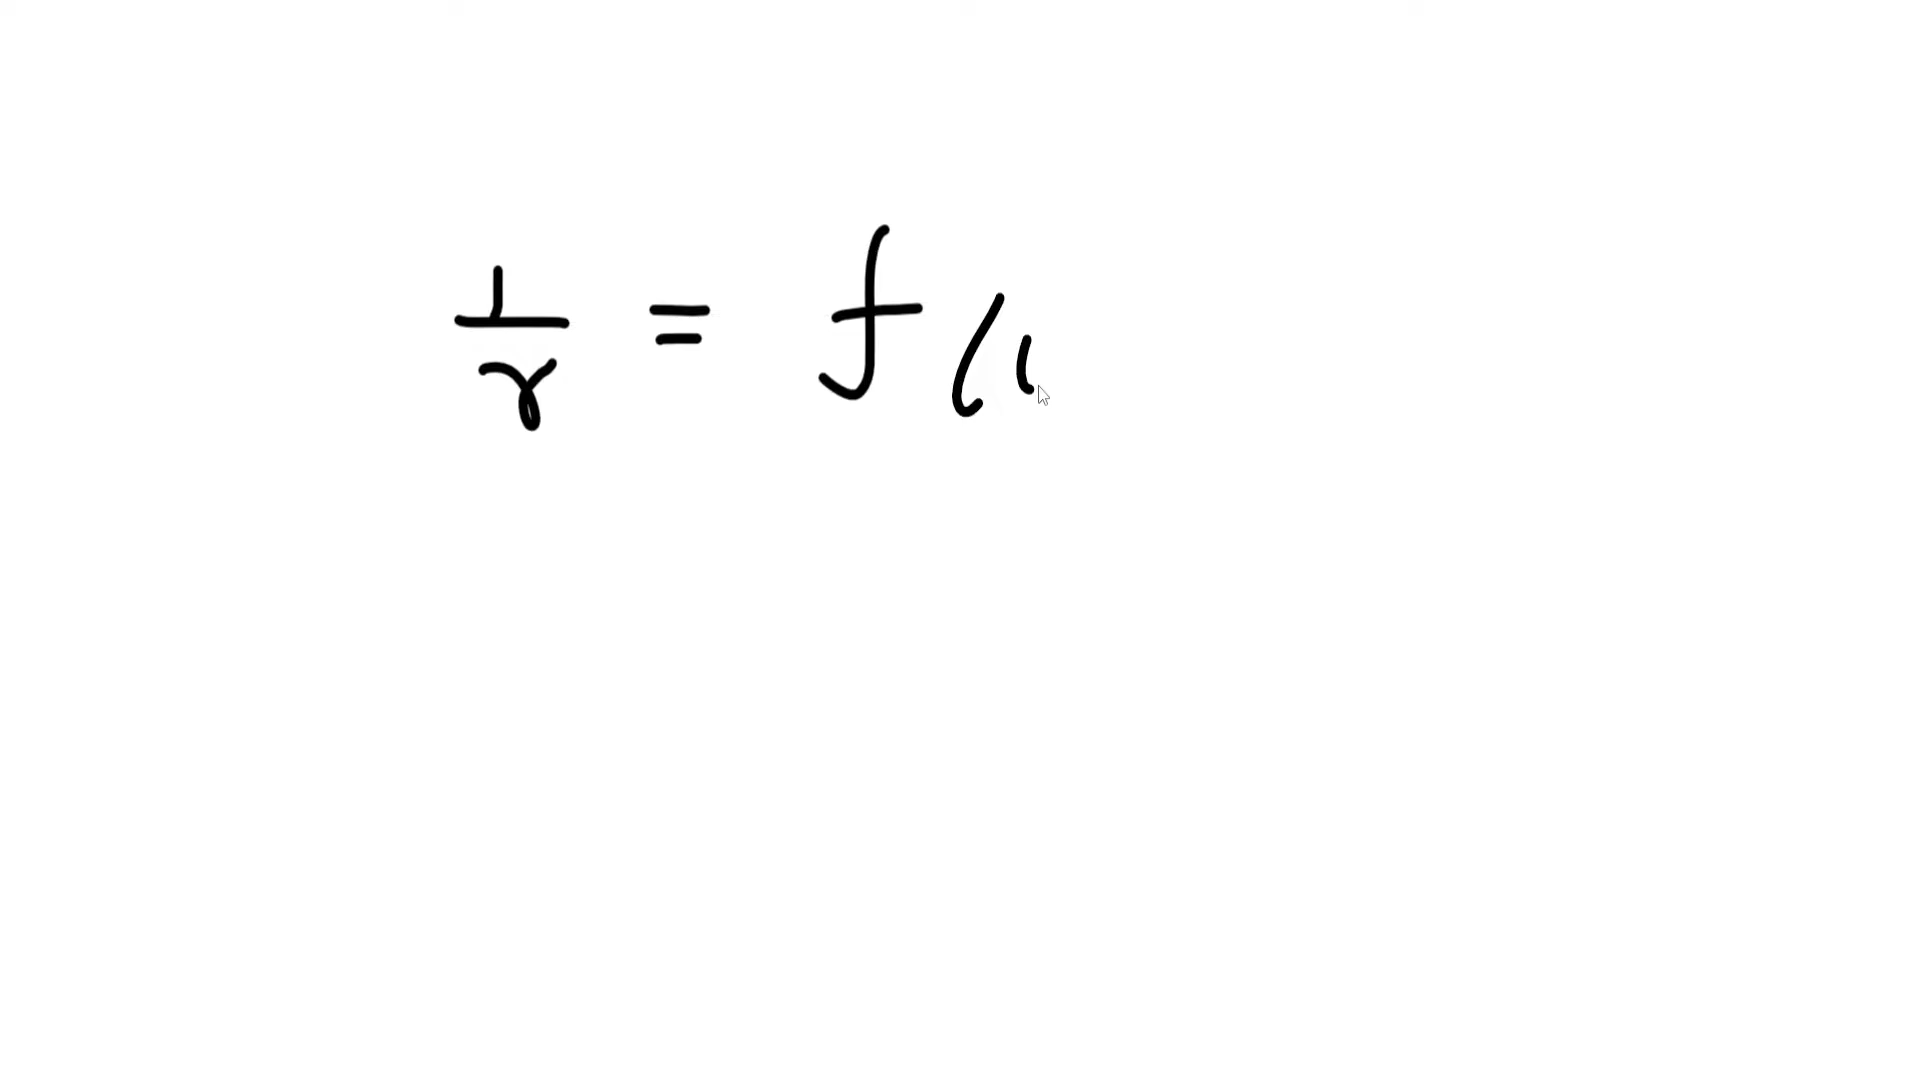 1/γ = f(